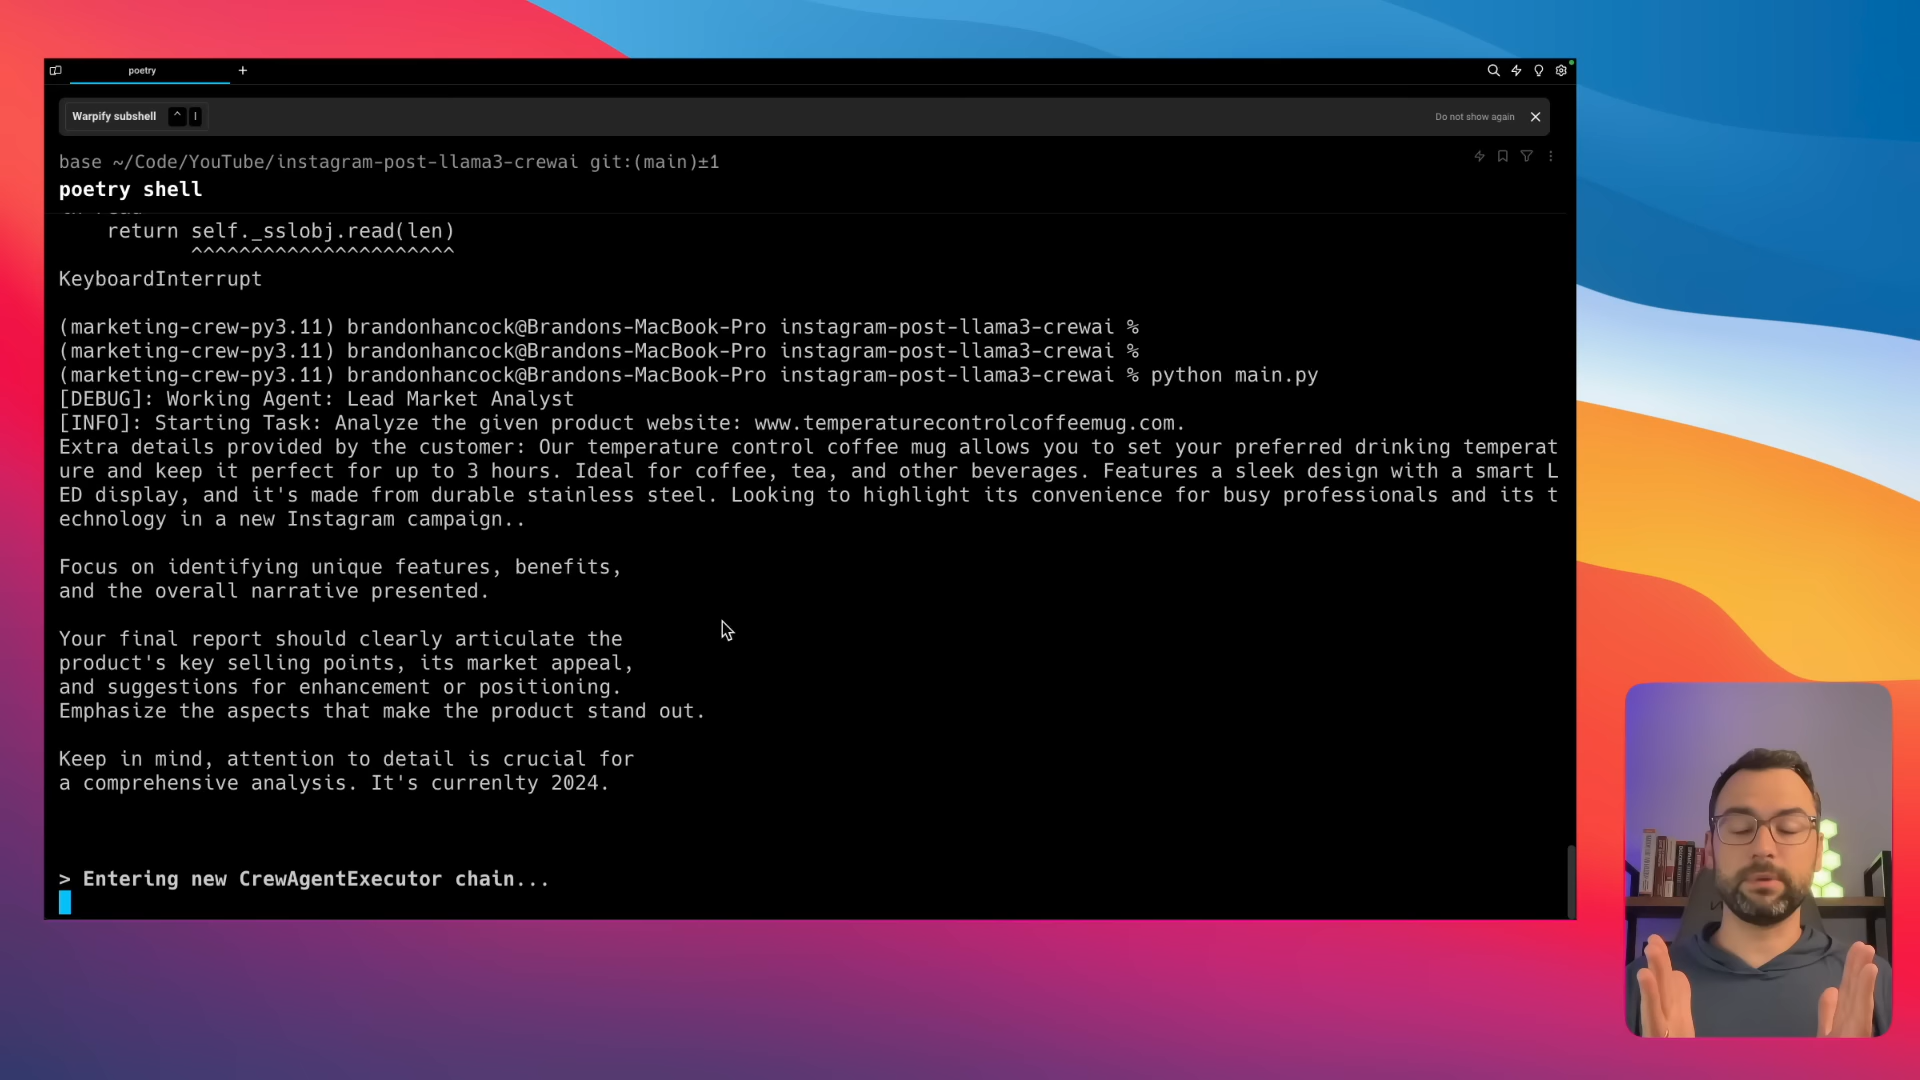 poetry
Warpify subshell ^ I
Do not show again
base ~/Code/YouTube/instagram-post-llama3-crewai git:(main)±1
poetry shell
return self._sslobj.read(len)
^^^^^^^^^^^^^^^^^^^^^^
KeyboardInterrupt
(marketing-crew-py3.11) brandonhancock@Brandons-MacBook-Pro instagram-post-llama3-crewai %
(marketing-crew-py3.11) brandonhancock@Brandons-MacBook-Pro instagram-post-llama3-crewai %
(marketing-crew-py3.11) brandonhancock@Brandons-MacBook-Pro instagram-post-llama3-crewai % python main.py
[DEBUG]: Working Agent: Lead Market Analyst
[INFO]: Starting Task: Analyze the given product website: www.temperaturecontrolcoffeemug.com.
Extra details provided by the customer: Our temperature control coffee mug allows you to set your preferred drinking temperat
ure and keep it perfect for up to 3 hours. Ideal for coffee, tea, and other beverages. Features a sleek design with a smart L
ED display, and it's made from durable stainless steel. Looking to highlight its convenience for busy professionals and its t
echnology in a new Instagram campaign..
Focus on identifying unique features, benefits,
and the overall narrative presented.
Your final report should clearly articulate the
product's key selling points, its market appeal,
and suggestions for enhancement or positioning.
Emphasize the aspects that make the product stand out.
Keep in mind, attention to detail is crucial for
a comprehensive analysis. It's currenlty 2024.
> Entering new CrewAgentExecutor chain...